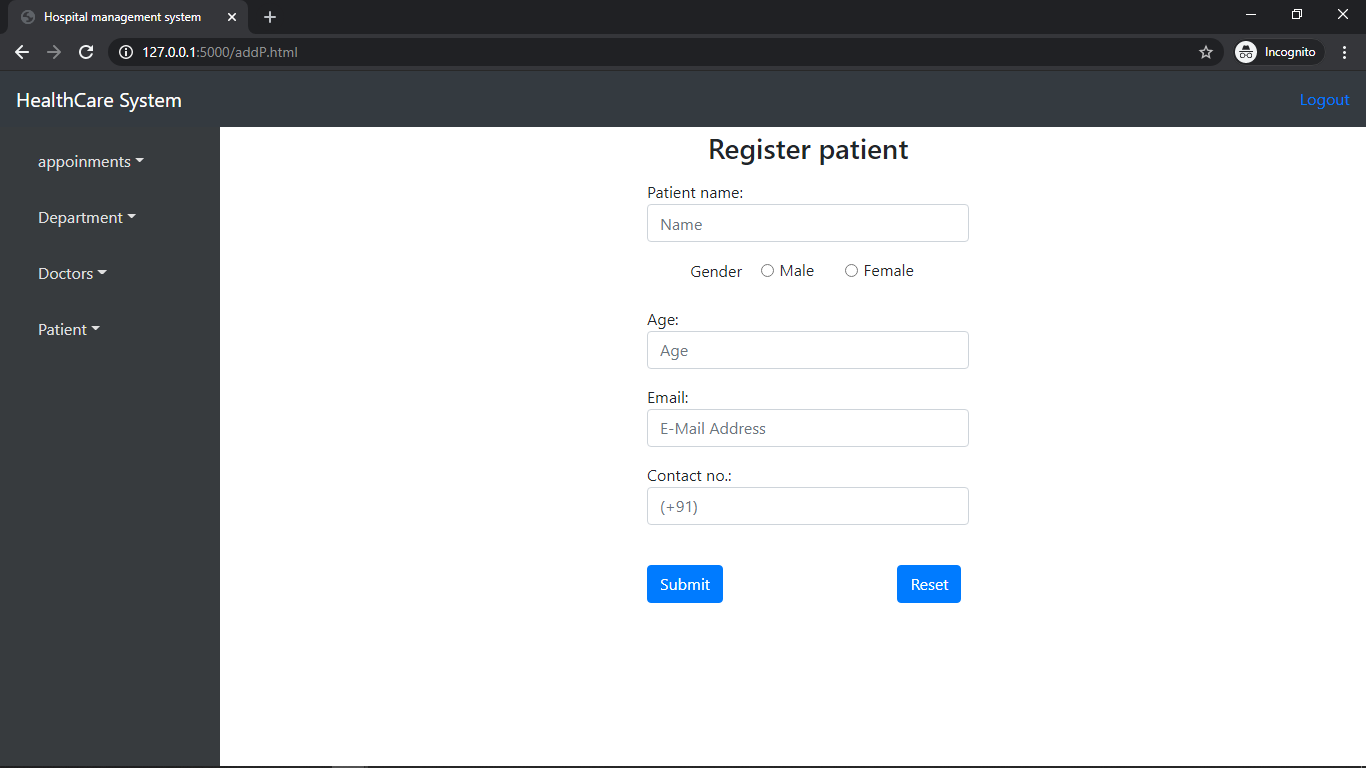 Hospital management system
127.0.0.1:5000/addP.html
Incognito
HealthCare System
Logout
appoinments
Department
Doctors
Patient
Register patient
Patient name:
Name
Gender Male Female
Age:
Age
Email:
E-Mail Address
Contact no.:
(+91)
Submit Reset